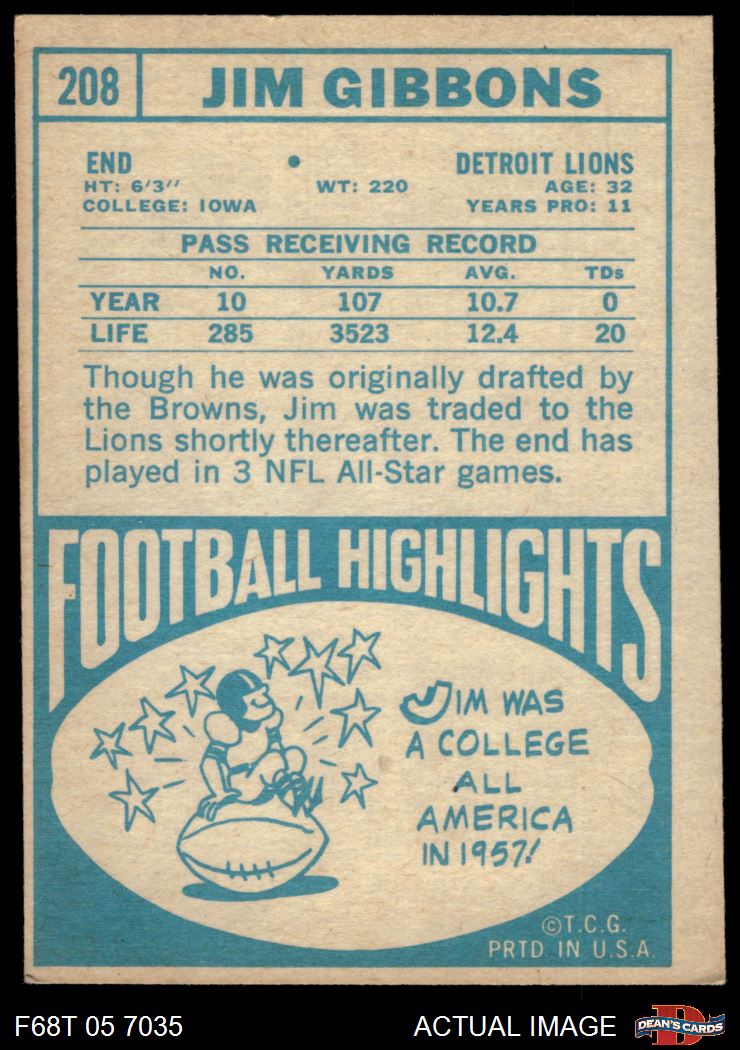 208 JIM GIBBONS
END • DETROIT LIONS
HT: 6'3" WT: 220 AGE: 32
COLLEGE: IOWA YEARS PRO: 11
PASS RECEIVING RECORD
NO. YARDS AVG. TDs
YEAR 10 107 10.7 0
LIFE 285 3523 12.4 20
Though he was originally drafted by
the Browns, Jim was traded to the
Lions shortly thereafter. The end has
played in 3 NFL All-Star games.
FOOTBALL HIGHLIGHTS
JIM WAS
A COLLEGE
ALL
AMERICA
IN 1957!
©T.C.G.
PRTD IN U.S.A.
F68T 05 7035 ACTUAL IMAGE DEAN'S CARDS